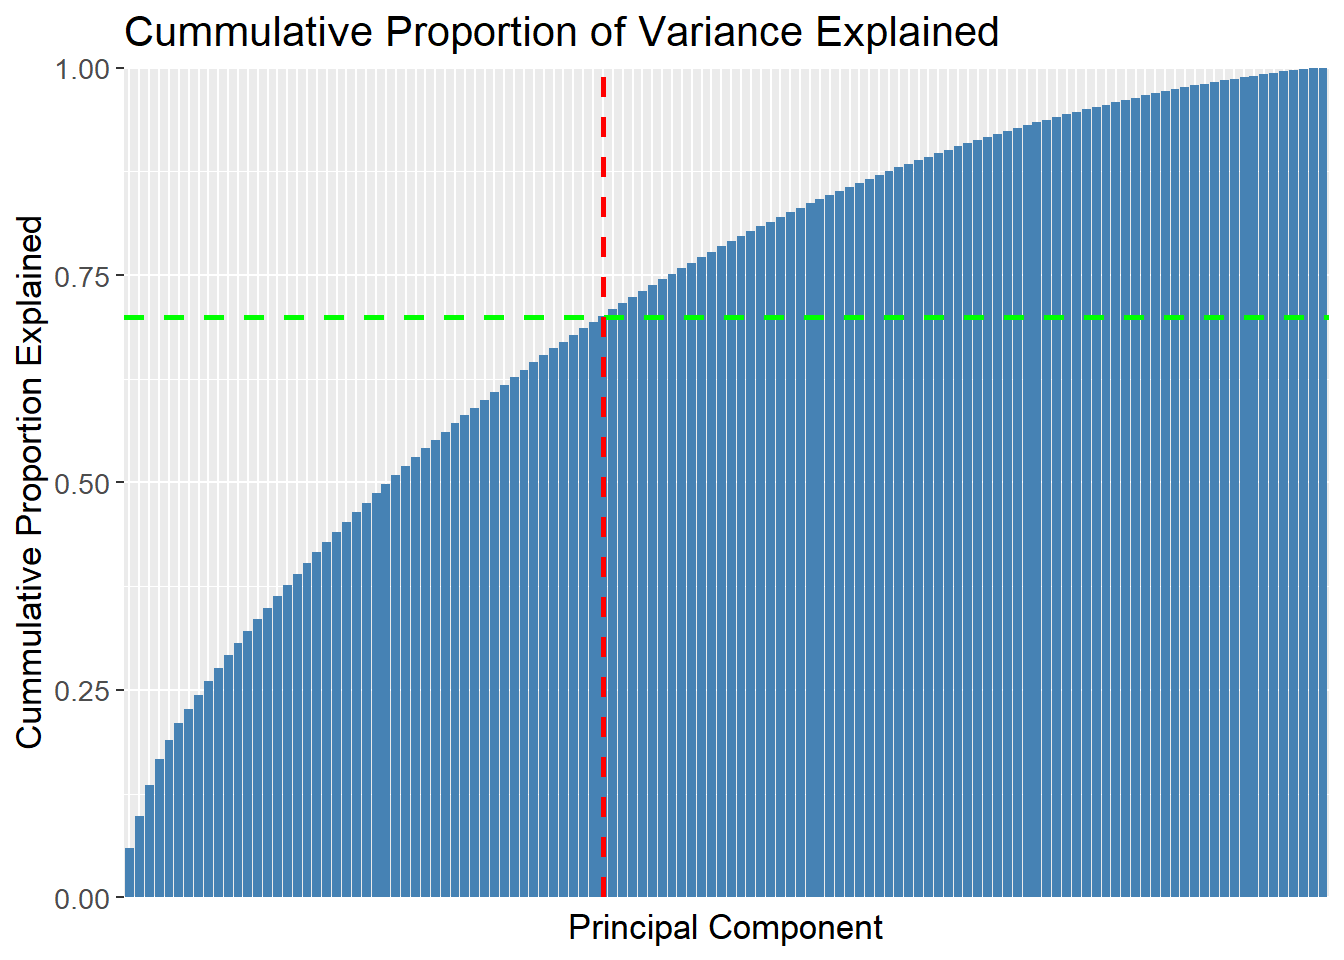 Cummulative Proportion of Variance Explained
Cummulative Proportion Explained
1.00
0.75
0.50
0.25
0.00
Principal Component